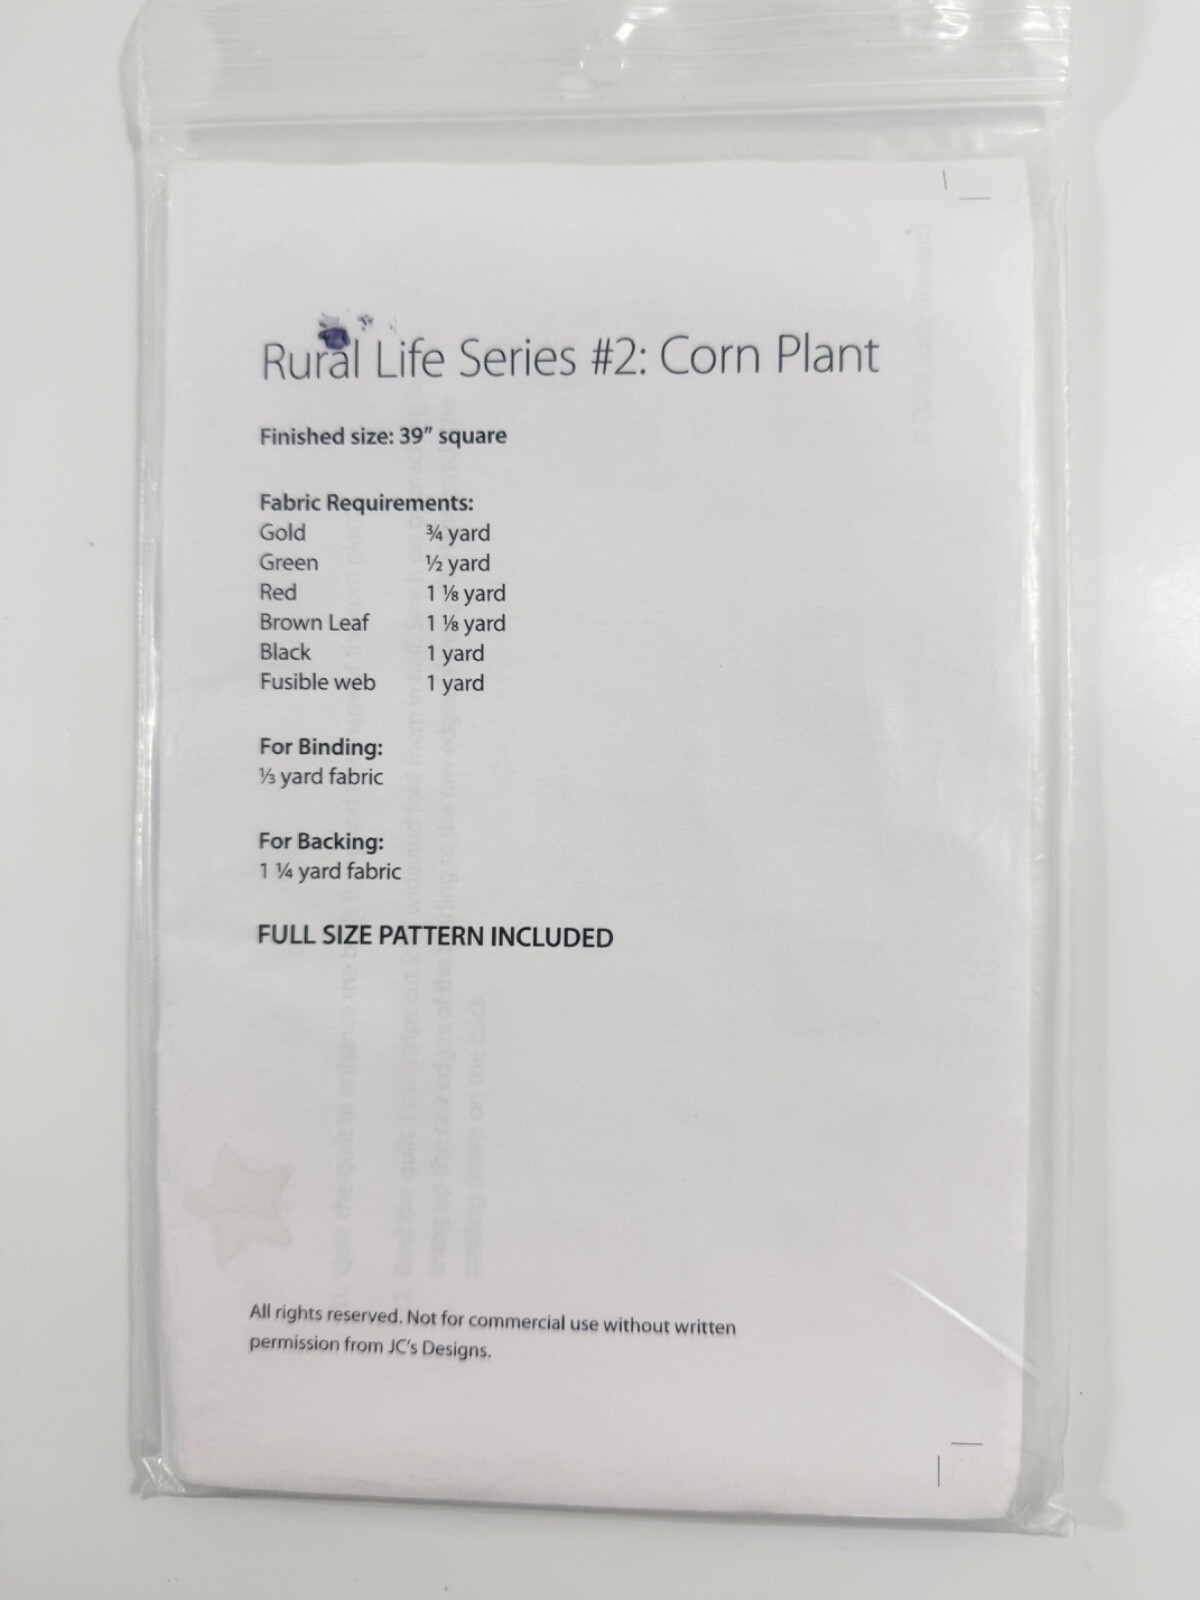 Rural Life Series #2: Corn Plant
Finished size: 39” square
Fabric Requirements:
Gold ¾ yard
Green ½ yard
Red 1 ⅛ yard
Brown Leaf 1 ⅛ yard
Black 1 yard
Fusible web 1 yard
For Binding:
⅓ yard fabric
For Backing:
1 ¼ yard fabric
FULL SIZE PATTERN INCLUDED
All rights reserved. Not for commercial use without written
permission from JC’s Designs.